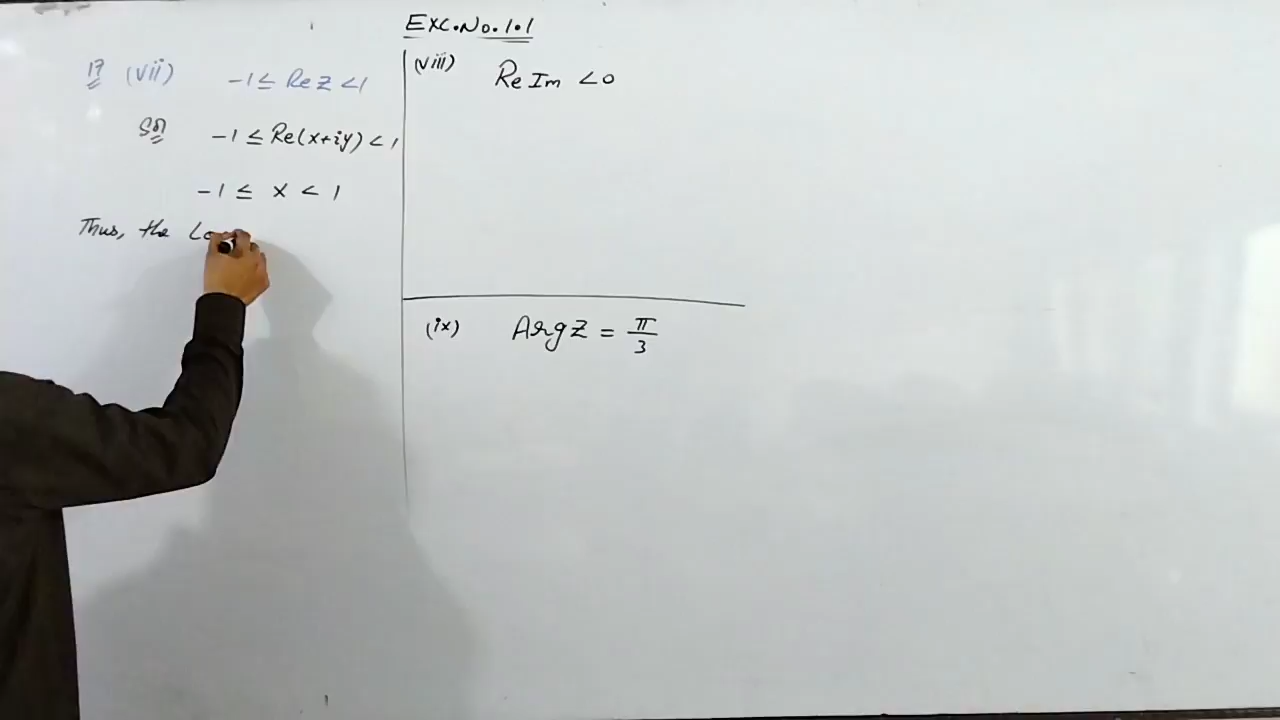 Exc.No.1.1
17 (vii) -1 ≤ Re z < 1
Sol -1 ≤ Re(x+iy) < 1
-1 ≤ x < 1
Thus, the Lo
(viii) Re Im < 0
(ix) Arg z = π/3